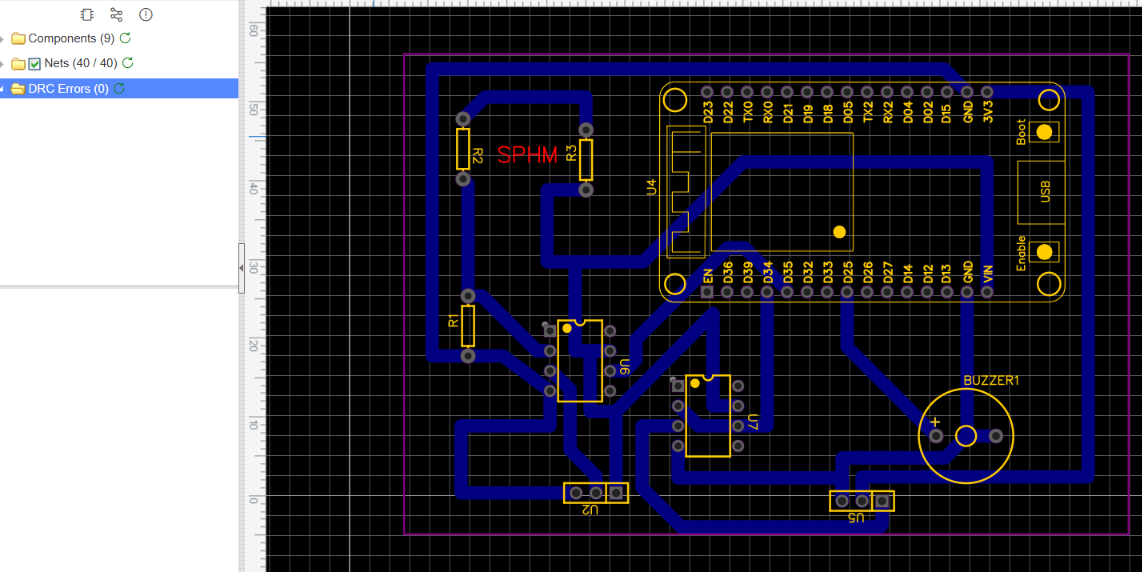 Components (9)
Nets (40 / 40)
DRC Errors (0)
60
50
40
30
20
10
0
D23 D22 TX0 RX0 D21 D19 D18 D05 TX2 RX2 D04 D02 D15 GND 3V3
Boot
R2
SPHM
R3
U4
USB
Enable
EN D36 D39 D34 D35 D32 D33 D25 D26 D27 D14 D12 D13 GND VIN
R1
U6
BUZZER1
+
U7
U2
U5